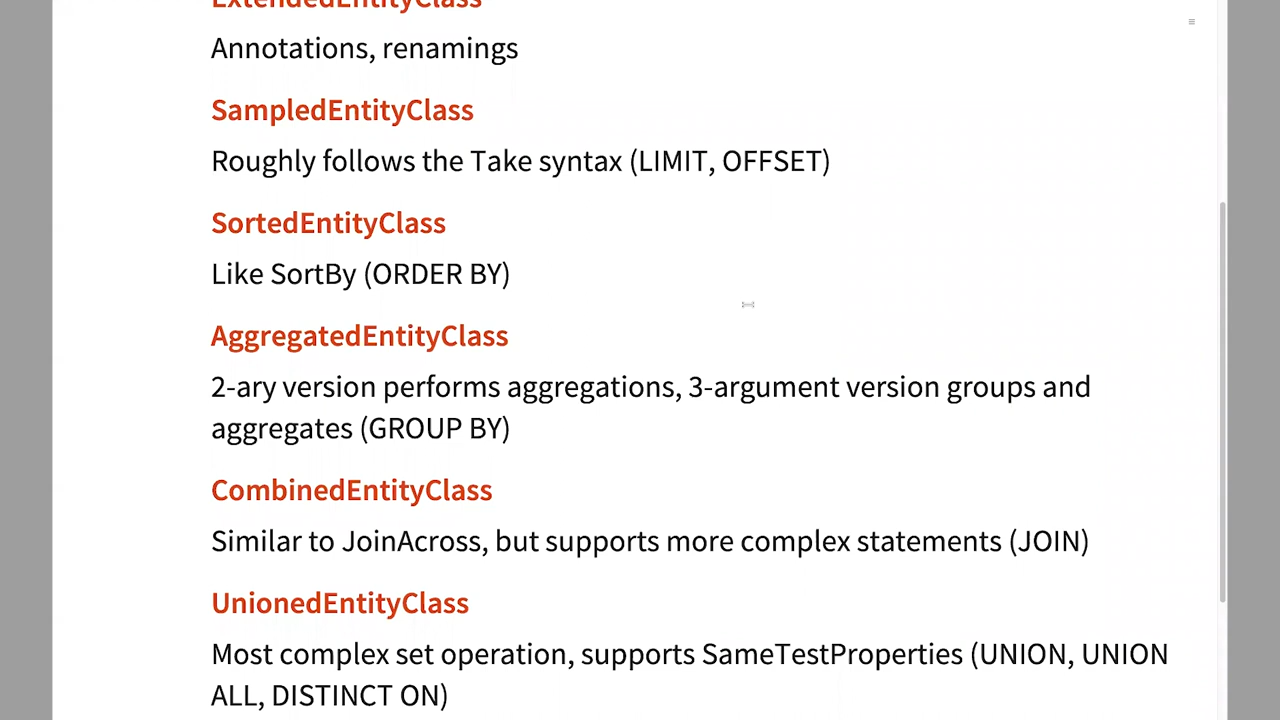 ExtendedEntityClass
Annotations, renamings
SampledEntityClass
Roughly follows the Take syntax (LIMIT, OFFSET)
SortedEntityClass
Like SortBy (ORDER BY)
AggregatedEntityClass
2-ary version performs aggregations, 3-argument version groups and
aggregates (GROUP BY)
CombinedEntityClass
Similar to JoinAcross, but supports more complex statements (JOIN)
UnionedEntityClass
Most complex set operation, supports SameTestProperties (UNION, UNION
ALL, DISTINCT ON)